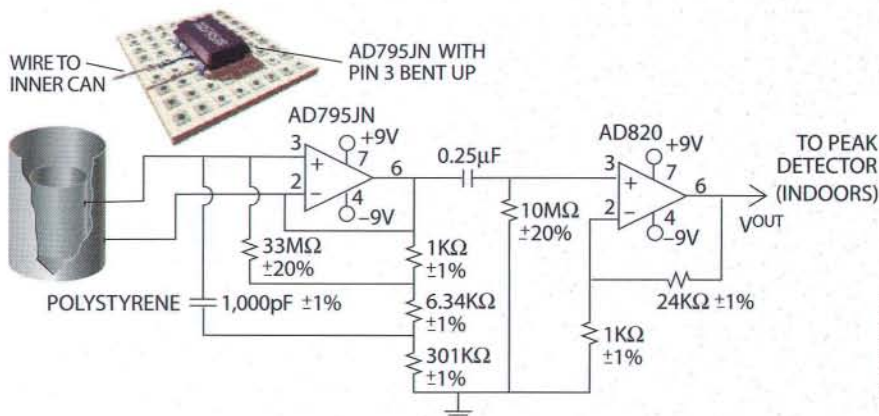 WIRE TO
INNER CAN
AD795JN WITH
PIN 3 BENT UP
AD795JN
+9V
3
+
7
6
2
−
4
−9V
0.25µF
AD820
+9V
3
+
7
6
2
−
4
−9V
TO PEAK
DETECTOR
(INDOORS)
VOUT
10MΩ
±20%
33MΩ
±20%
1KΩ
±1%
24KΩ ±1%
POLYSTYRENE
1,000pF ±1%
6.34KΩ
±1%
1KΩ
±1%
301KΩ
±1%